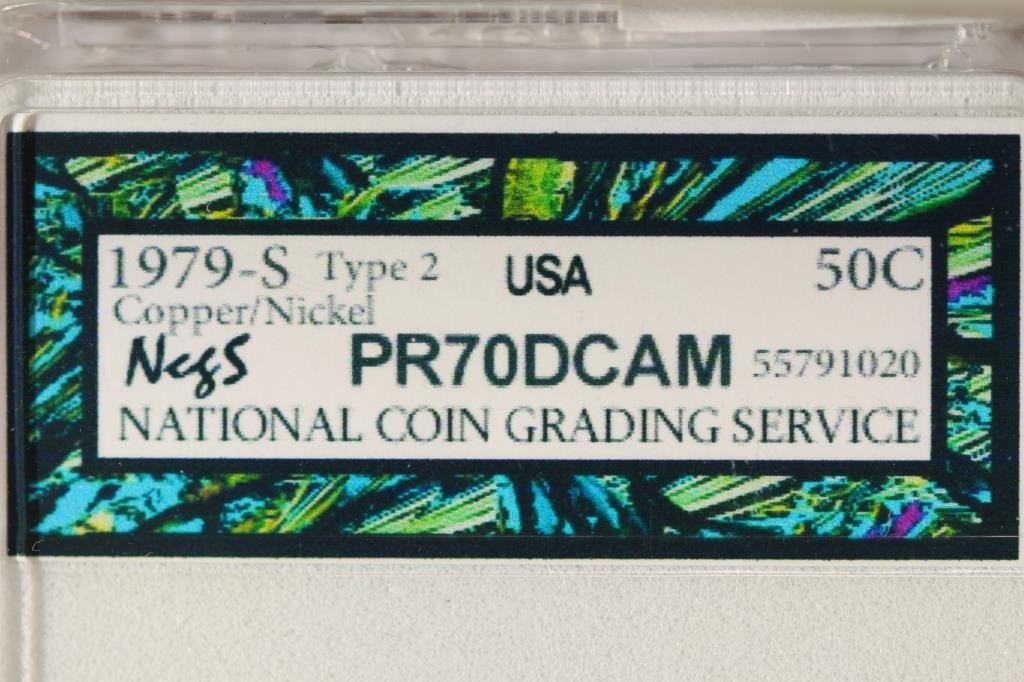 1979-S Type 2 USA 50C
Copper/Nickel
NcgS PR70DCAM 55791020
NATIONAL COIN GRADING SERVICE